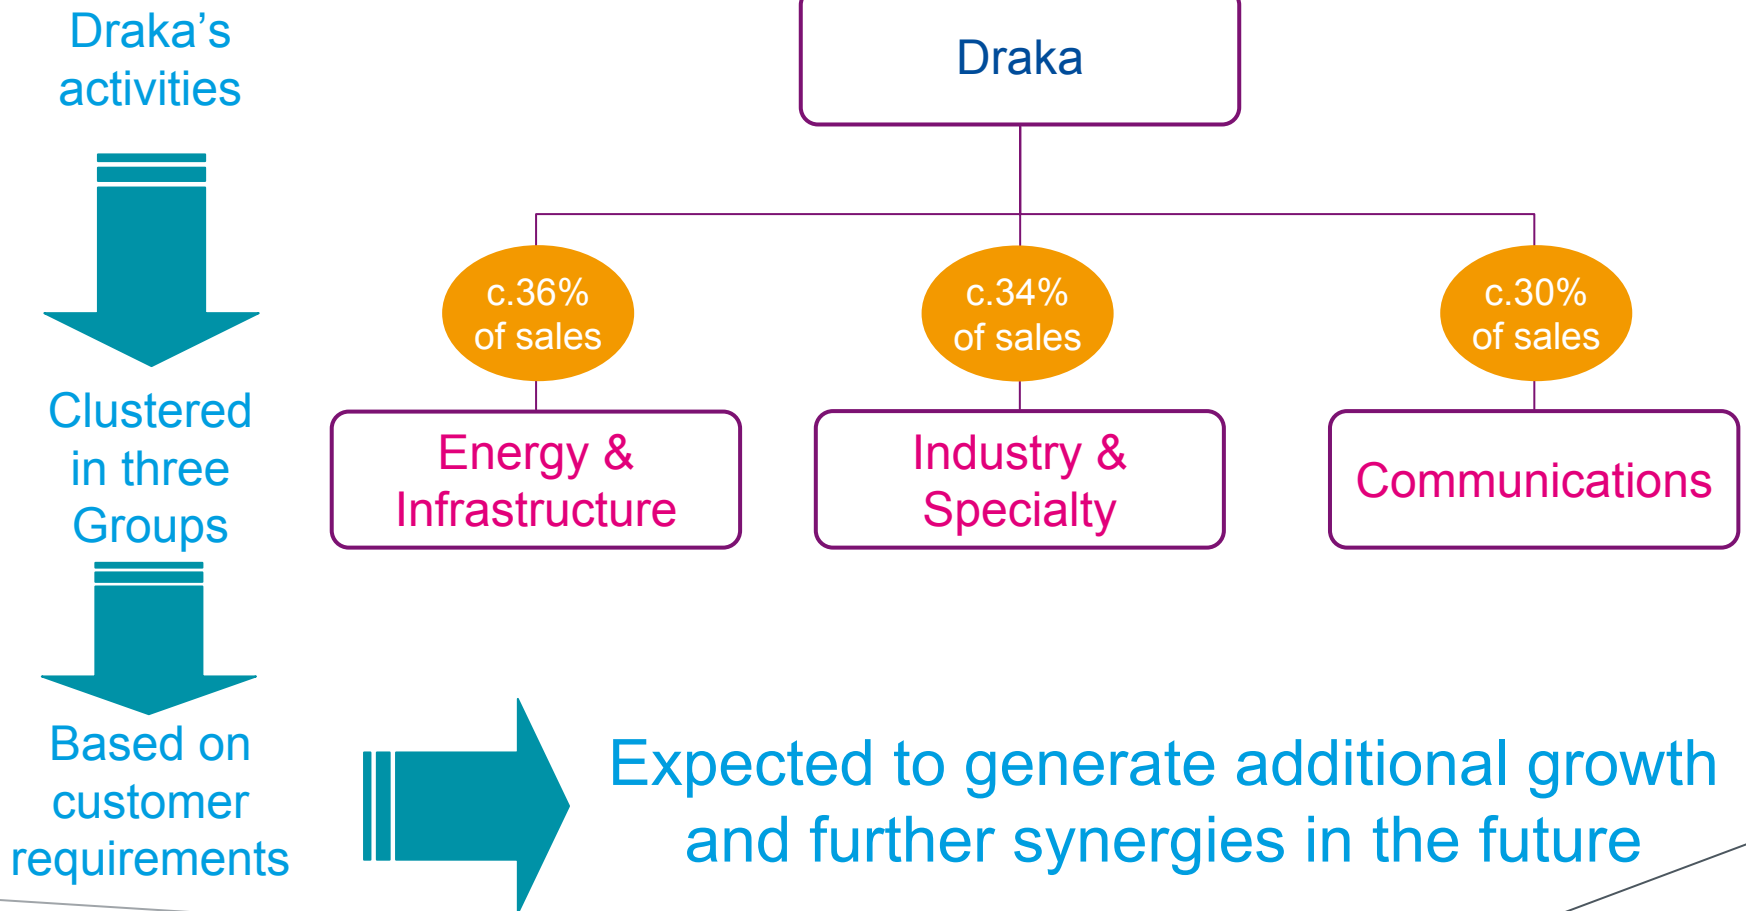 Draka’s
activities
Clustered
in three
Groups
Based on
customer
requirements
Draka
c.36%
of sales
c.34%
of sales
c.30%
of sales
Energy &
Infrastructure
Industry &
Specialty
Communications
Expected to generate additional growth
and further synergies in the future